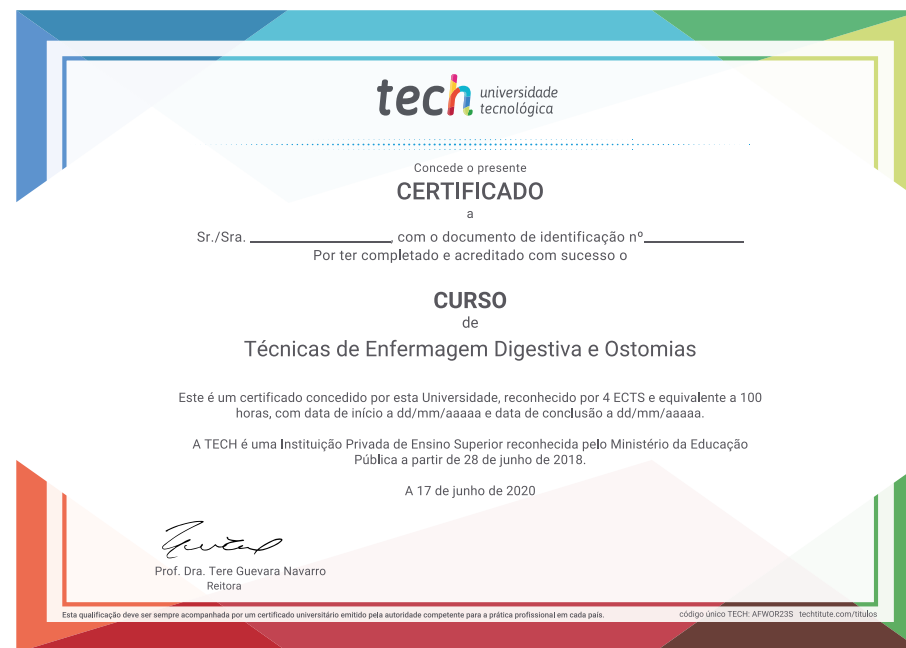 tech universidade
tecnológica
Concede o presente
CERTIFICADO
a
Sr./Sra. ____________, com o documento de identificação nº____________
Por ter completado e acreditado com sucesso o
CURSO
de
Técnicas de Enfermagem Digestiva e Ostomias
Este é um certificado concedido por esta Universidade, reconhecido por 4 ECTS e equivalente a 100
horas, com data de início a dd/mm/aaaaa e data de conclusão a dd/mm/aaaaa.
A TECH é uma Instituição Privada de Ensino Superior reconhecida pelo Ministério da Educação
Pública a partir de 28 de junho de 2018.
A 17 de junho de 2020
Prof. Dra. Tere Guevara Navarro
Reitora
Esta qualificação deve ser sempre acompanhada por um certificado universitário emitido pela autoridade competente para a prática profissional em cada país.
código único TECH: AFWOR23S techtitute.com/titulos